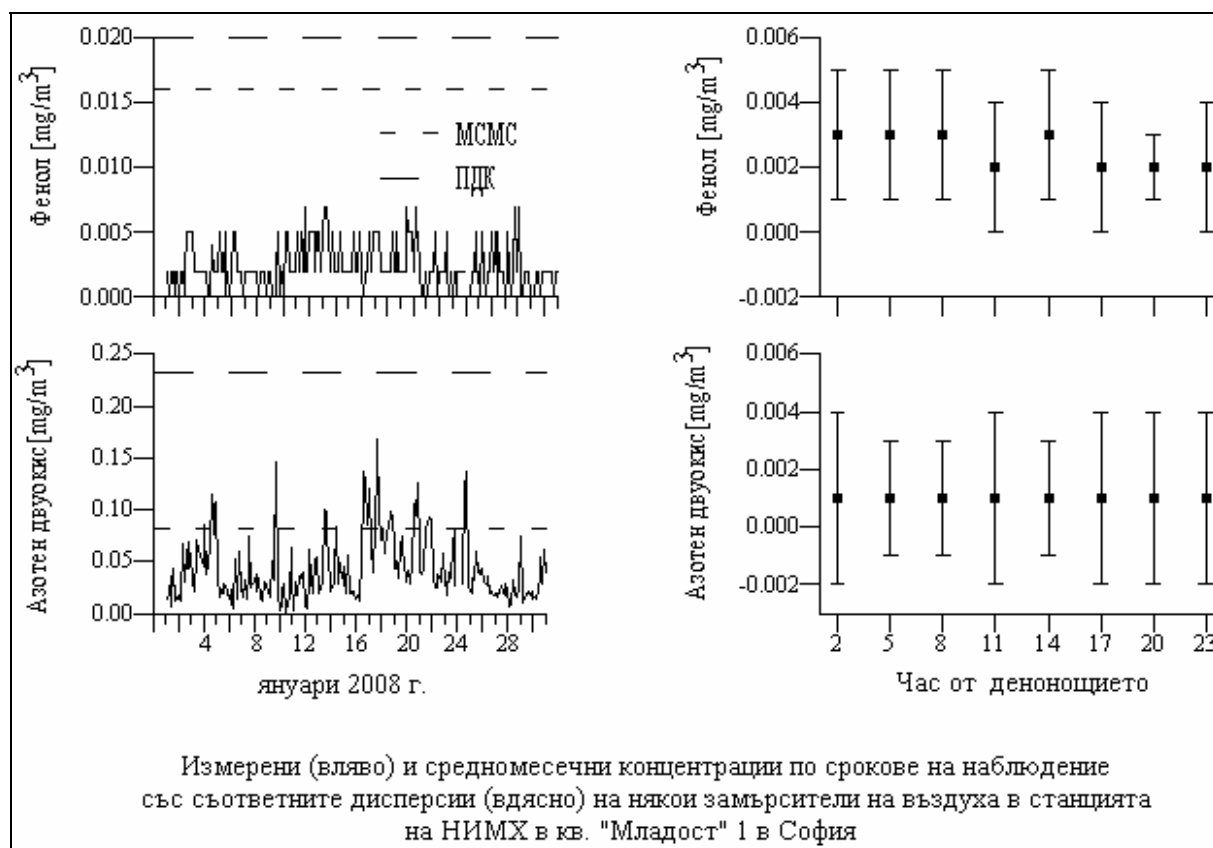 0.020
0.015
0.010
0.005
0.000
Фенол [mg/m³]
МСМС
ПДК
0.006
0.004
0.002
0.000
-0.002
Фенол [mg/m³]
0.25
0.20
0.15
0.10
0.05
0.00
Азотен двуокис [mg/m³]
4 8 12 16 20 24 28
януари 2008 г.
0.006
0.004
0.002
0.000
-0.002
Азотен двуокис [mg/m³]
2 5 8 11 14 17 20 23
Час от денонощието
Измерени (вляво) и средномесечни концентрации по срокове на наблюдение
със съответните дисперсии (вдясно) на някои замърсители на въздуха в станцията
на НИМХ в кв. "Младост" 1 в София